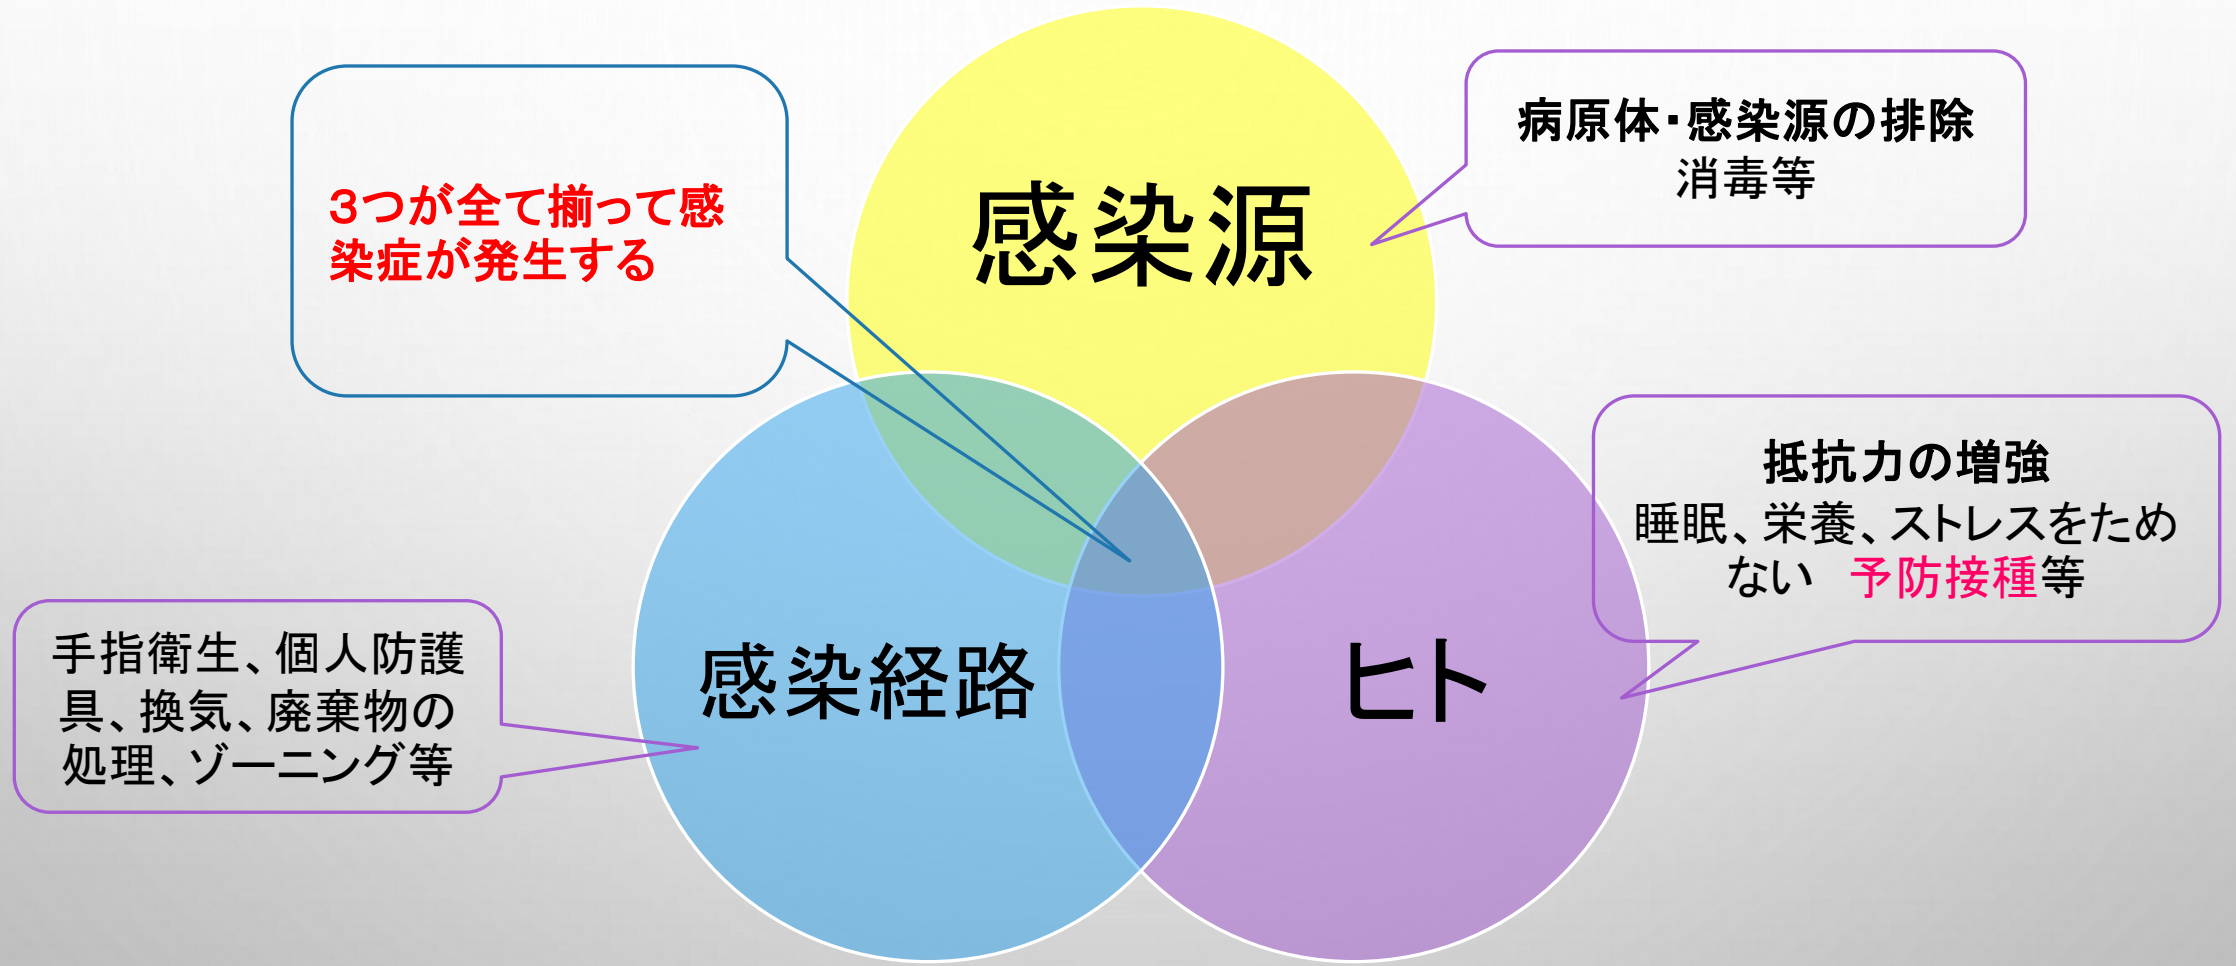 ３つが全て揃って感
染症が発生する
感染源
病原体・感染源の排除
消毒等
抵抗力の増強
睡眠、栄養、ストレスをため
ない　予防接種等
手指衛生、個人防護
具、換気、廃棄物の
処理、ゾーニング等
感染経路
ヒト